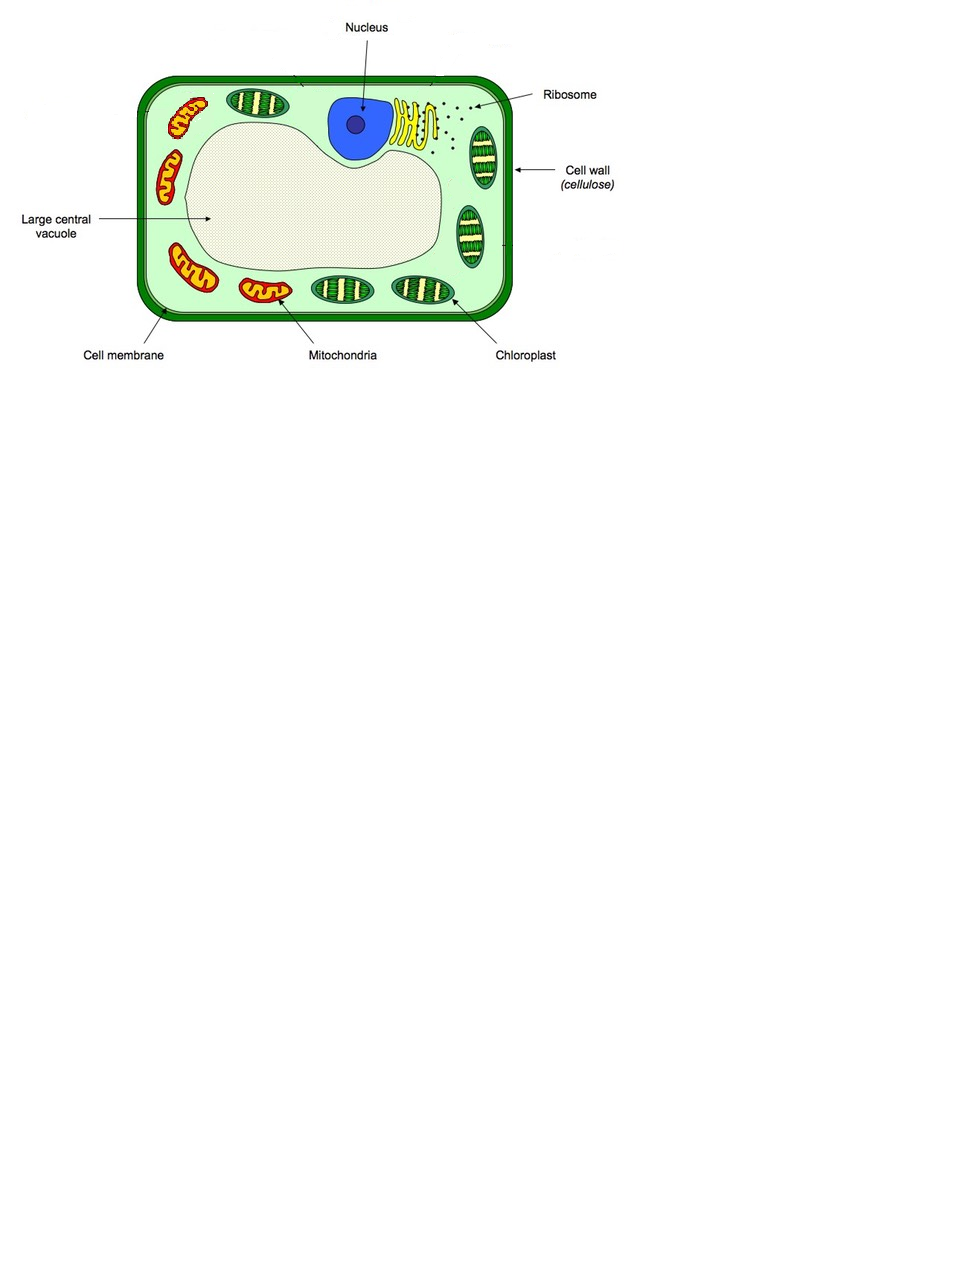 Nucleus
Ribosome
Cell wall
(cellulose)
Large central
vacuole
Cell membrane
Mitochondria
Chloroplast